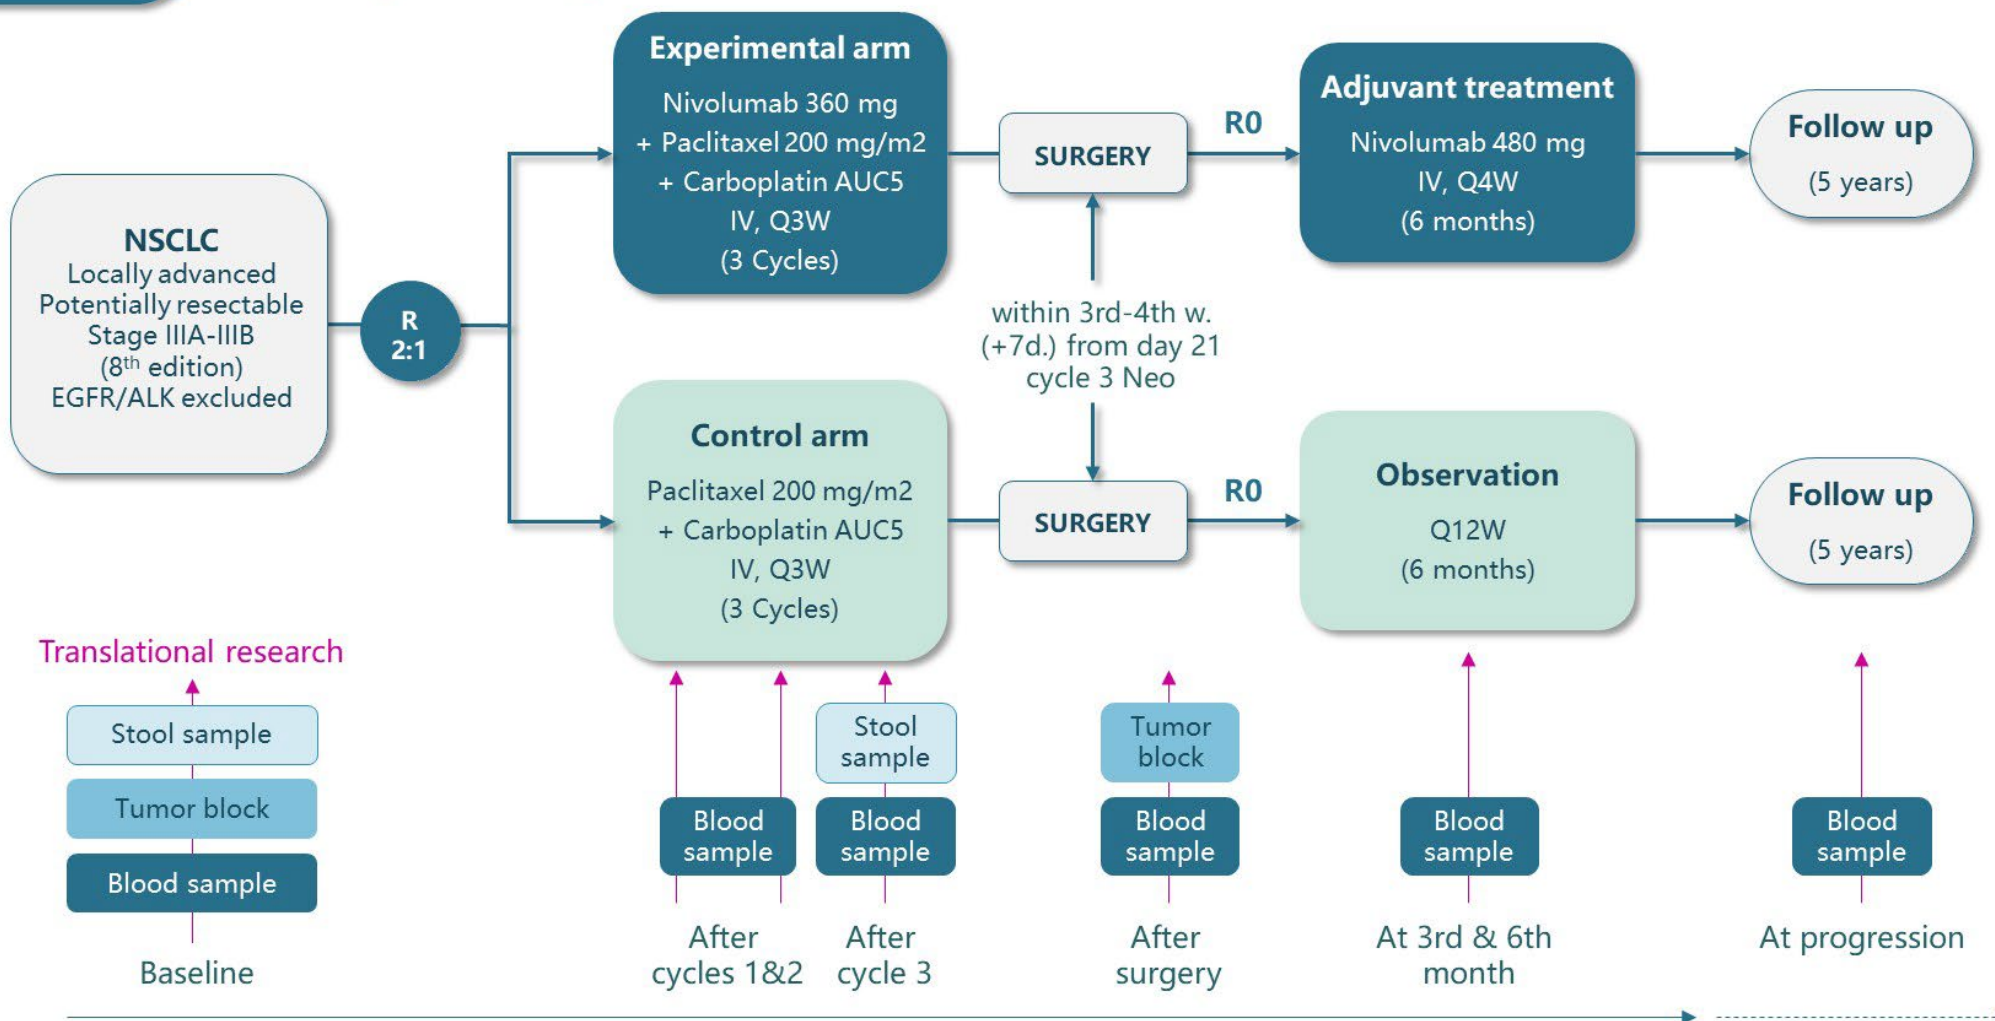 Experimental arm
Nivolumab 360 mg
+ Paclitaxel 200 mg/m2
+ Carboplatin AUC5
IV, Q3W
(3 Cycles)
SURGERY
R0
Adjuvant treatment
Nivolumab 480 mg
IV, Q4W
(6 months)
Follow up
(5 years)
NSCLC
Locally advanced
Potentially resectable
Stage IIIA-IIIB
(8th edition)
EGFR/ALK excluded
R
2:1
within 3rd-4th w.
(+7d.) from day 21
cycle 3 Neo
Control arm
Paclitaxel 200 mg/m2
+ Carboplatin AUC5
IV, Q3W
(3 Cycles)
SURGERY
R0
Observation
Q12W
(6 months)
Follow up
(5 years)
Translational research
Stool sample
Tumor block
Blood sample
Baseline
Blood
sample
After
cycles 1&2
Stool
sample
Blood
sample
After
cycle 3
Tumor
block
Blood
sample
After
surgery
Blood
sample
At 3rd & 6th
month
Blood
sample
At progression